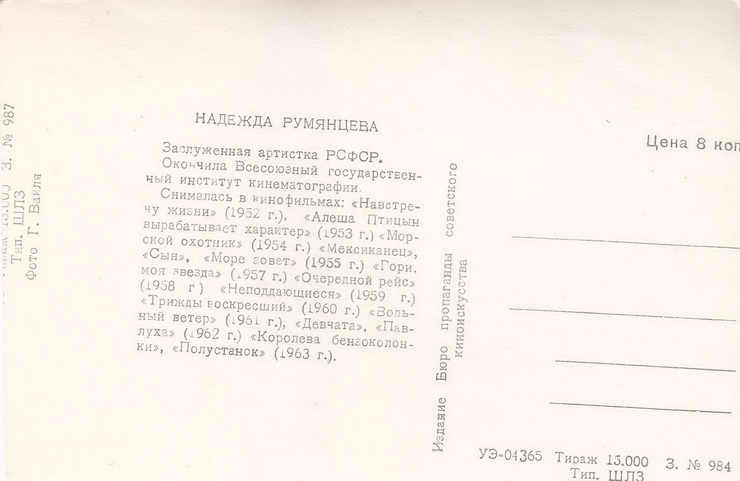 НАДЕЖДА РУМЯНЦЕВА
Заслуженная артистка РСФСР.
Окончила Всесоюзный государствен-
ный институт кинематографии.
Снималась в кинофильмах: «Навстре-
чу жизни» (1952 г.), «Алеша Птицын
вырабатывает характер» (1953 г.) «Мор-
ской охотник» (1954 г.) «Мексиканец»,
«Сын», «Море зовет» (1955 г.) «Гори,
моя звезда» (1957 г.) «Очередной рейс»
(1958 г) «Неподдающиеся» (1959 г.)
«Трижды воскресший» (1960 г.) «Воль-
ный ветер» (1961 г.), «Девчата», «Пав-
луха» (1962 г.) «Королева бензоколон-
ки», «Полустанок» (1963 г.).
Цена 8 коп
Издание Бюро пропаганды советского
киноискусства
УЭ-04365 Тираж 15.000 З. № 984
Тип. ШЛЗ
15.000 З. № 987
Тип. ШЛЗ
Фото Г. Вайля